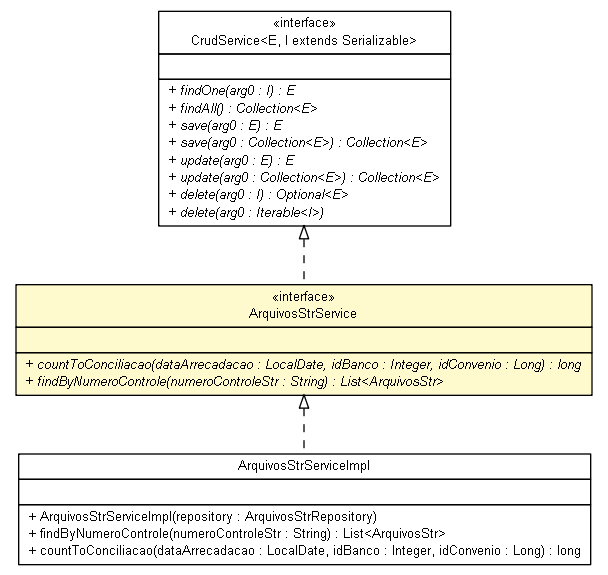 «interface»
CrudService<E, I extends Serializable>
+ findOne(arg0 : I) : E
+ findAll() : Collection<E>
+ save(arg0 : E) : E
+ save(arg0 : Collection<E>) : Collection<E>
+ update(arg0 : E) : E
+ update(arg0 : Collection<E>) : Collection<E>
+ delete(arg0 : I) : Optional<E>
+ delete(arg0 : Iterable<I>)
«interface»
ArquivosStrService
+ countToConciliacao(dataArrecadacao : LocalDate, idBanco : Integer, idConvenio : Long) : long
+ findByNumeroControle(numeroControleStr : String) : List<ArquivosStr>
ArquivosStrServiceImpl
+ ArquivosStrServiceImpl(repository : ArquivosStrRepository)
+ findByNumeroControle(numeroControleStr : String) : List<ArquivosStr>
+ countToConciliacao(dataArrecadacao : LocalDate, idBanco : Integer, idConvenio : Long) : long